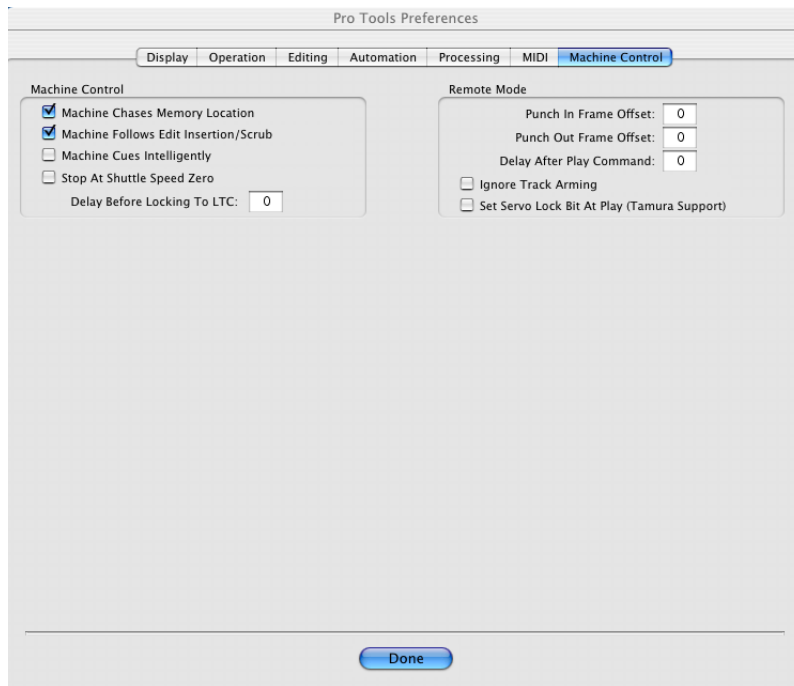 Pro Tools Preferences
Display Operation Editing Automation Processing MIDI Machine Control
Machine Control
Machine Chases Memory Location
Machine Follows Edit Insertion/Scrub
Machine Cues Intelligently
Stop At Shuttle Speed Zero
Delay Before Locking To LTC: 0
Remote Mode
Punch In Frame Offset: 0
Punch Out Frame Offset: 0
Delay After Play Command: 0
Ignore Track Arming
Set Servo Lock Bit At Play (Tamura Support)
Done